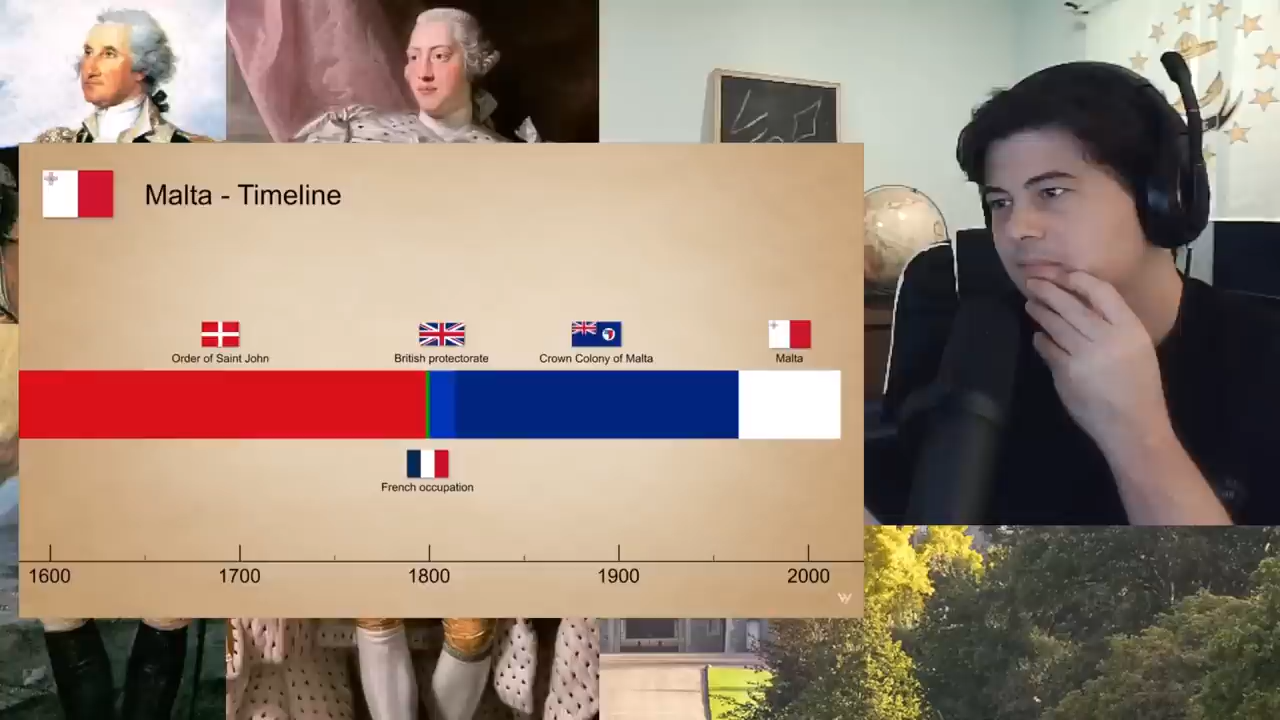 Malta - Timeline
Order of Saint John
British protectorate
Crown Colony of Malta
Malta
French occupation
1600
1700
1800
1900
2000